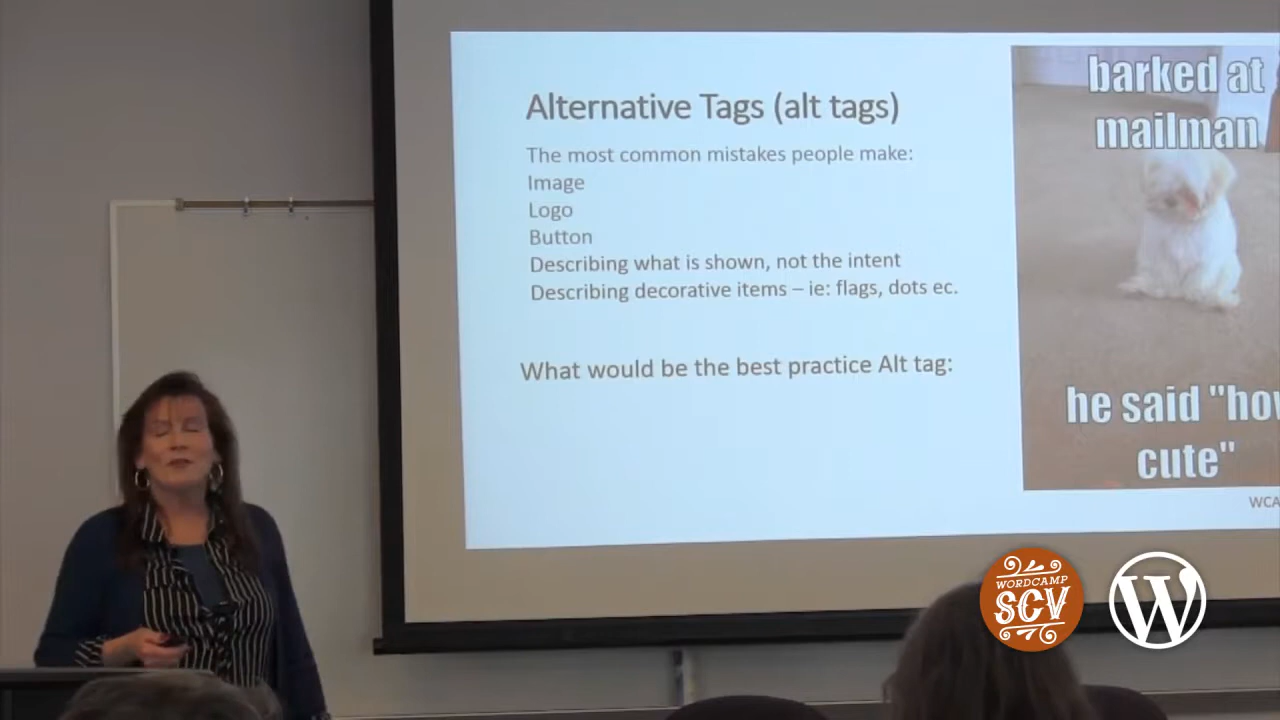 Alternative Tags (alt tags)
The most common mistakes people make:
Image
Logo
Button
Describing what is shown, not the intent
Describing decorative items – ie: flags, dots ec.
What would be the best practice Alt tag:
barked at
mailman
he said "how
cute"
WCA
WORDCAMP
SCV